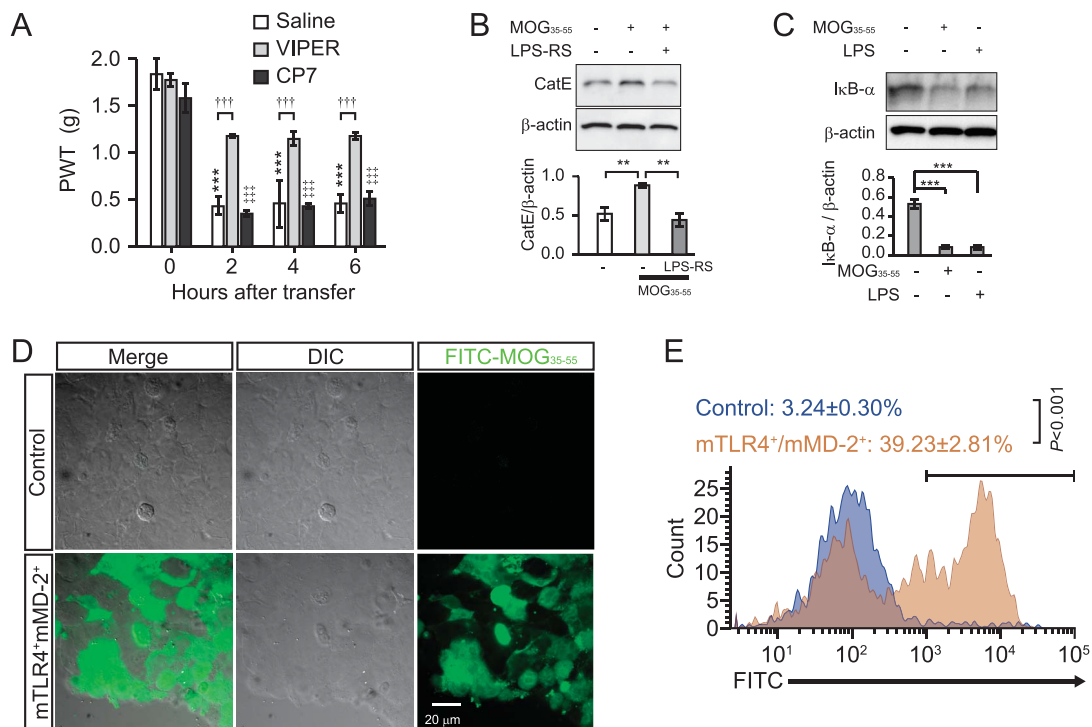 A
Saline
VIPER
CP7
PWT (g)
2.0
1.5
1.0
0.5
0.0
††† ††† †††
*** *** ***
‡‡‡ ‡‡‡ ‡‡‡
0 2 4 6
Hours after transfer
B
MOG35-55 - + +
LPS-RS - - +
CatE
β-actin
CatE/β-actin
1.0
0.5
0.0
** **
- - LPS-RS
MOG35-55
C
MOG35-55 - + -
LPS - - +
IκB-α
β-actin
IκB-α / β-actin
0.8
0.6
0.4
0.2
0.0
***
***
MOG35-55 - + -
LPS - - +
D
Merge DIC FITC-MOG35-55
Control
mTLR4+mMD-2+
20 μm
E
Control: 3.24±0.30%
mTLR4+/mMD-2+: 39.23±2.81%
P<0.001
Count
25
20
15
10
5
0
10¹ 10² 10³ 10⁴ 10⁵
FITC